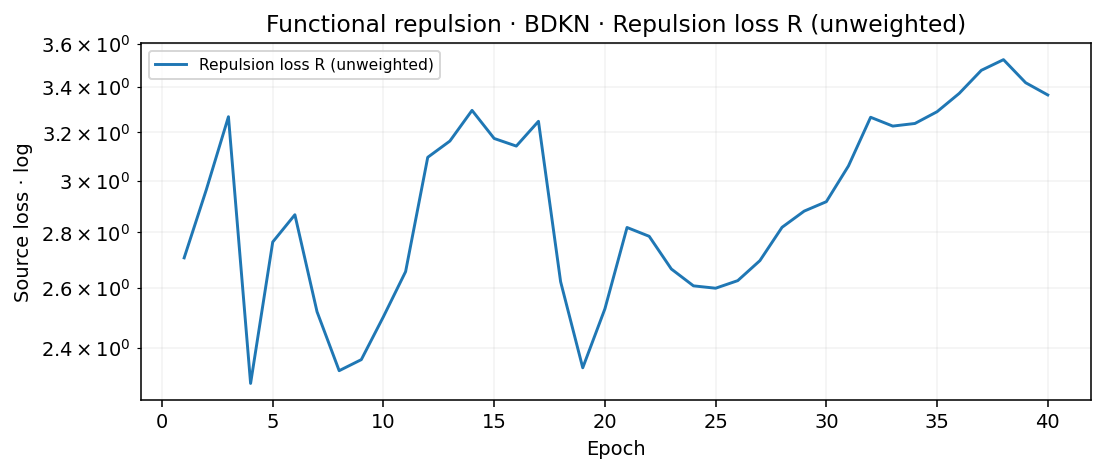 Functional repulsion · BDKN · Repulsion loss R (unweighted)
Repulsion loss R (unweighted)
Source loss · log
3.6 × 10⁰
3.4 × 10⁰
3.2 × 10⁰
3 × 10⁰
2.8 × 10⁰
2.6 × 10⁰
2.4 × 10⁰
0 5 10 15 20 25 30 35 40
Epoch